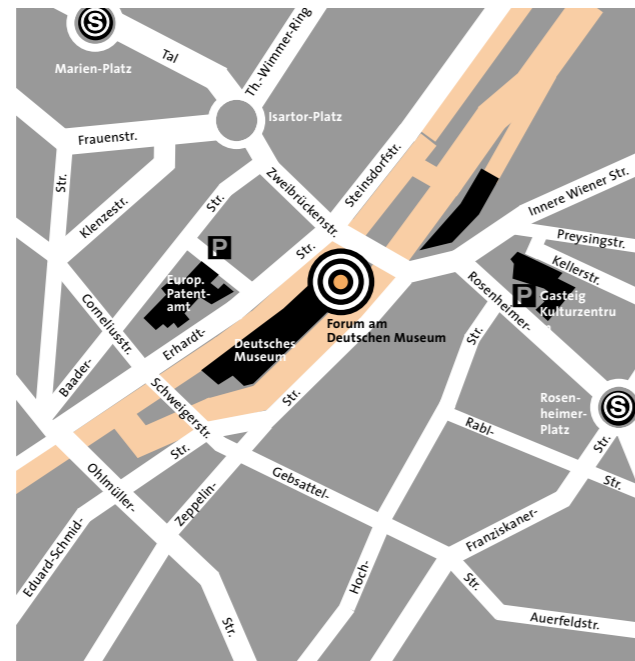 S
Marien-Platz
Tal
Th.-Wimmer-Ring
Isartor-Platz
Frauenstr.
Str.
Klenzestr.
Str.
Zweibrückenstr.
Steinsdorfstr.
Innere Wiener Str.
Preysingstr.
Kellerstr.
P
Str.
Europ.
Patent-
amt
Corneliusstr.
Erhardt-
Baader-
Forum am
Deutschen Museum
Deutsches
Museum
Rosenheimer-
P
Gasteig
Kulturzentru
Str.
Str.
Schweigerstr.
Rosen-
heimer-
Platz
S
Rabl-
Str.
Str.
Str.
Ohlmüller-
Zeppelin-
Gebsattel-
Franziskaner-
Eduard-Schmid-
Hoch-
Str.
Str.
Auerfeldstr.